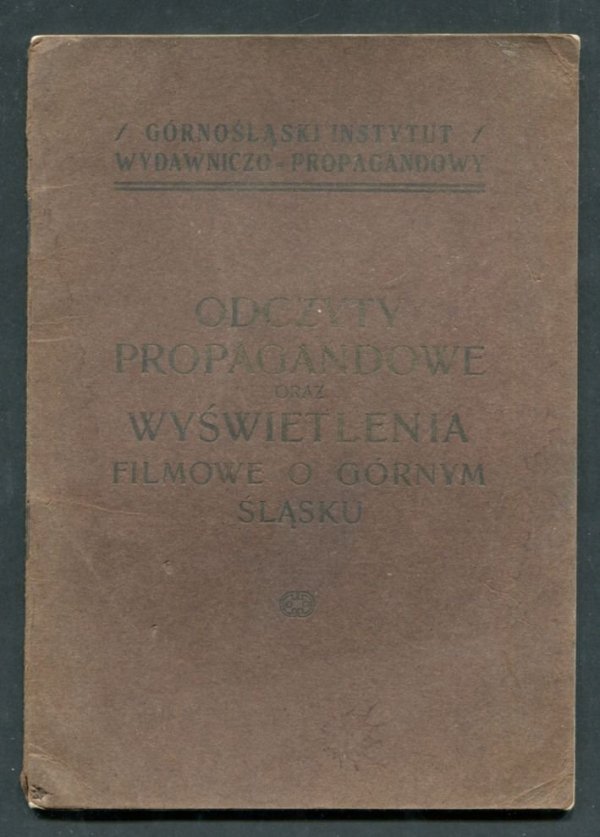 / GÓRNOŚLĄSKI INSTYTUT /
WYDAWNICZO-PROPAGANDOWY
ODCZYTY
PROPAGANDOWE
ORAZ
WYŚWIETLENIA
FILMOWE O GÓRNYM
ŚLĄSKU